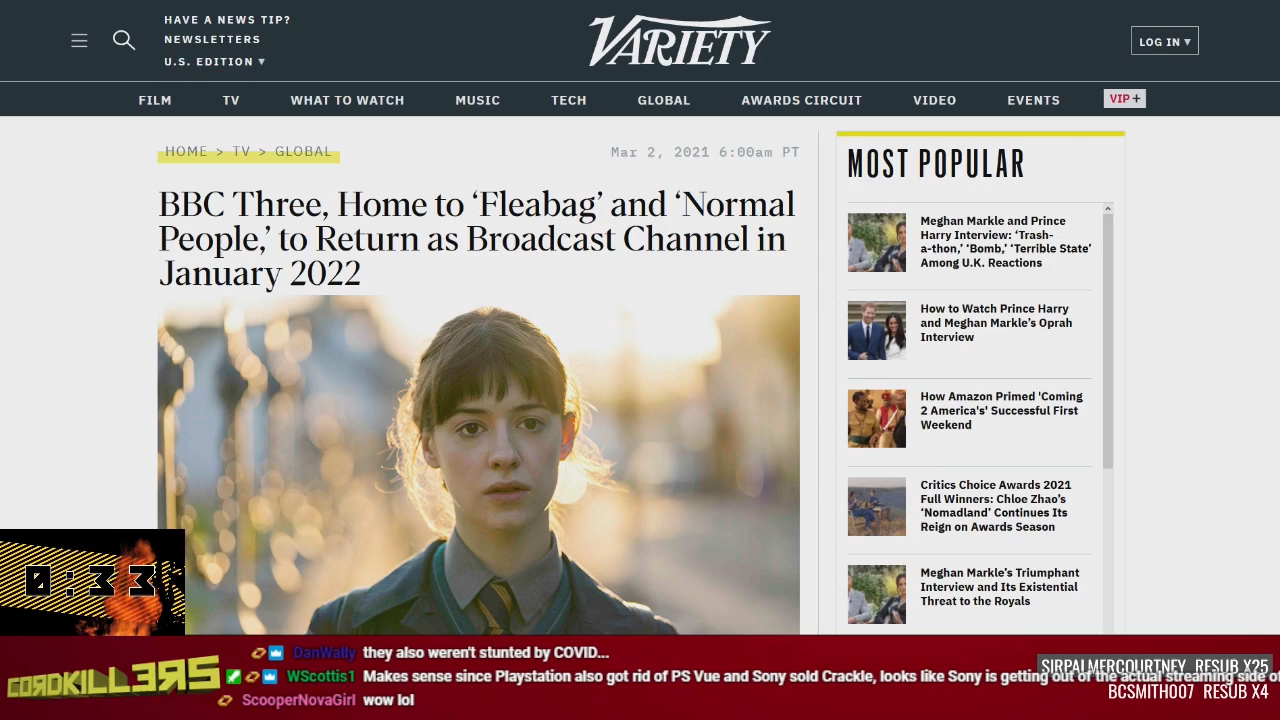 HAVE A NEWS TIP?
NEWSLETTERS
U.S. EDITION ▼
VARIETY
LOG IN ▼
FILM TV WHAT TO WATCH MUSIC TECH GLOBAL AWARDS CIRCUIT VIDEO EVENTS VIP+
HOME > TV > GLOBAL
Mar 2, 2021 6:00am PT
BBC Three, Home to ‘Fleabag’ and ‘Normal
People,’ to Return as Broadcast Channel in
January 2022
MOST POPULAR
Meghan Markle and Prince
Harry Interview: ‘Trash-
a-thon,’ ‘Bomb,’ ‘Terrible State’
Among U.K. Reactions
How to Watch Prince Harry
and Meghan Markle’s Oprah
Interview
How Amazon Primed 'Coming
2 America's' Successful First
Weekend
Critics Choice Awards 2021
Full Winners: Chloe Zhao’s
‘Nomadland’ Continues Its
Reign on Awards Season
Meghan Markle’s Triumphant
Interview and Its Existential
Threat to the Royals
0:33
CORDKILLERS
DanWally they also weren't stunted by COVID...
WScottis1 Makes sense since Playstation also got rid of PS Vue and Sony sold Crackle, looks like Sony is getting out of the actual streaming side of
ScooperNovaGirl wow lol
SIRPALMERCOURTNEY RESUB X25
BCSMITH007 RESUB X4